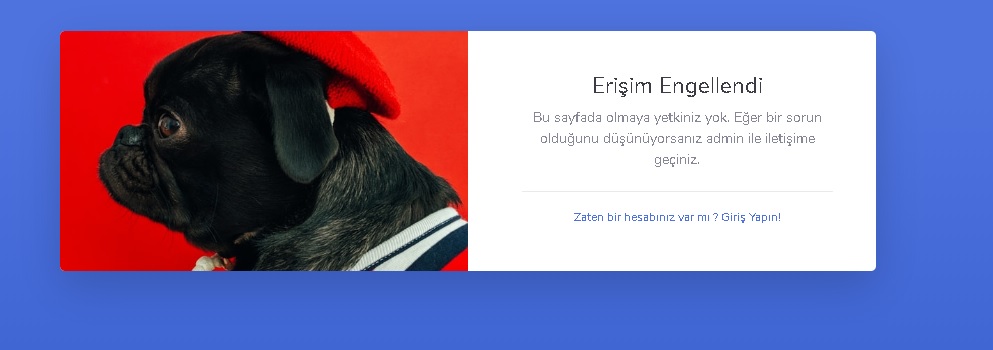 Erişim Engellendi
Bu sayfada olmaya yetkiniz yok. Eğer bir sorun
olduğunu düşünüyorsanız admin ile iletişime
geçiniz.
Zaten bir hesabınız var mı ? Giriş Yapın!